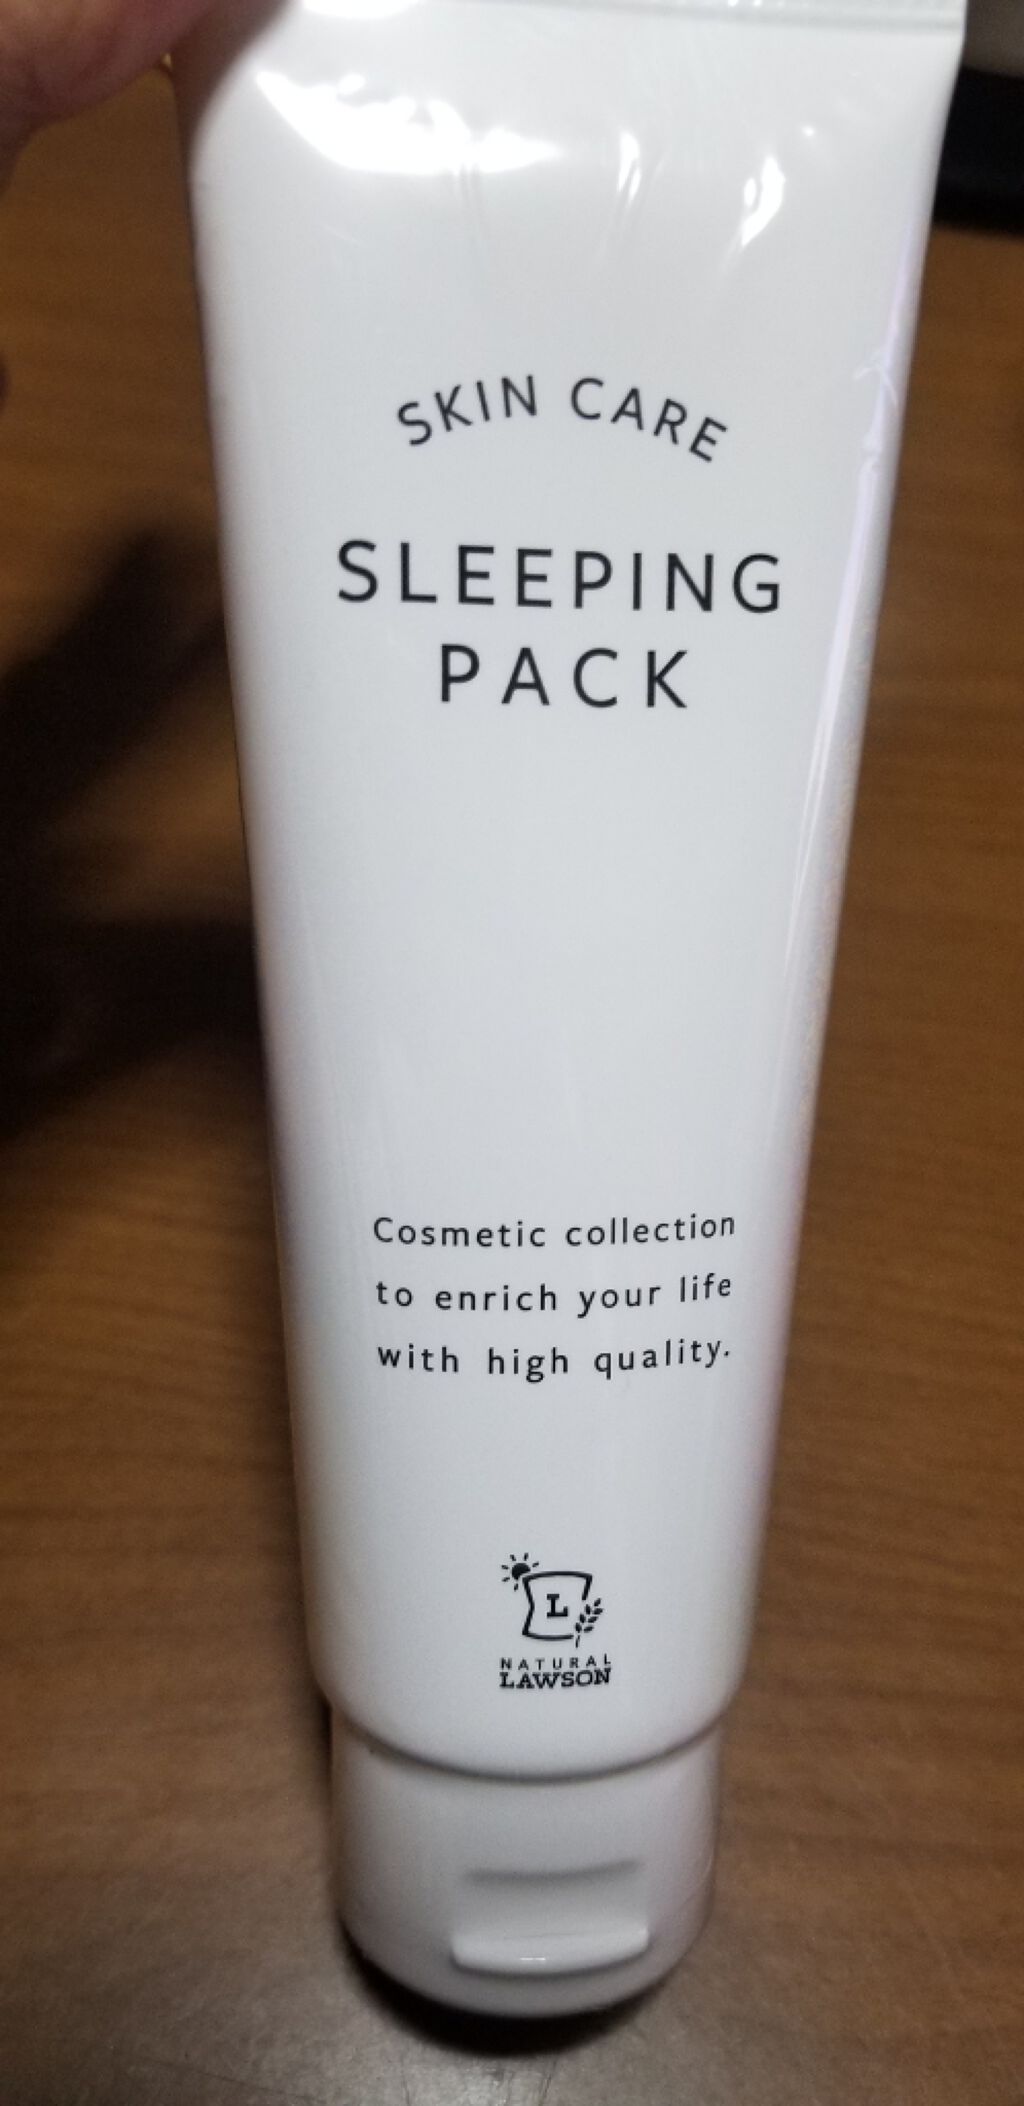 SKIN CARE
SLEEPING
PACK
Cosmetic collection
to enrich your life
with high quality.
L
NATURAL
LAWSON